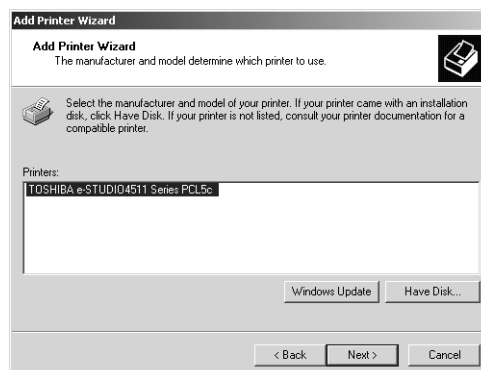 Add Printer Wizard
Add Printer Wizard
The manufacturer and model determine which printer to use.
Select the manufacturer and model of your printer. If your printer came with an installation
disk, click Have Disk. If your printer is not listed, consult your printer documentation for a
compatible printer.
Printers:
TOSHIBA e-STUDIO4511 Series PCL5c
Windows Update
Have Disk...
< Back
Next >
Cancel